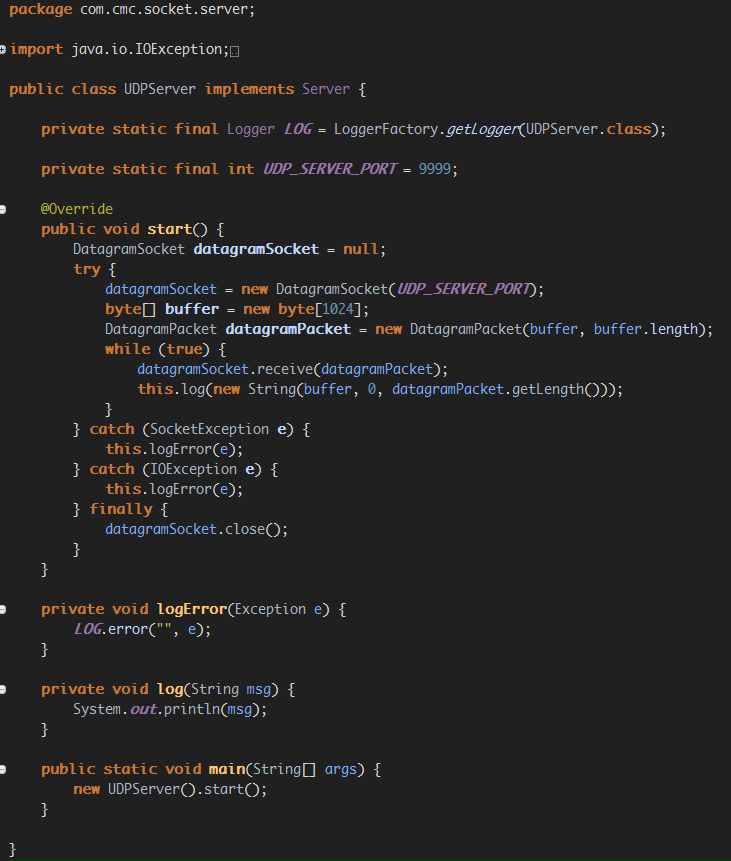 package com.cmc.socket.server;
import java.io.IOException;
public class UDPServer implements Server {
private static final Logger LOG = LoggerFactory.getLogger(UDPServer.class);
private static final int UDP_SERVER_PORT = 9999;
@Override
public void start() {
DatagramSocket datagramSocket = null;
try {
datagramSocket = new DatagramSocket(UDP_SERVER_PORT);
byte[] buffer = new byte[1024];
DatagramPacket datagramPacket = new DatagramPacket(buffer, buffer.length);
while (true) {
datagramSocket.receive(datagramPacket);
this.log(new String(buffer, 0, datagramPacket.getLength()));
}
} catch (SocketException e) {
this.logError(e);
} catch (IOException e) {
this.logError(e);
} finally {
datagramSocket.close();
}
}
private void logError(Exception e) {
LOG.error("", e);
}
private void log(String msg) {
System.out.println(msg);
}
public static void main(String[] args) {
new UDPServer().start();
}
}